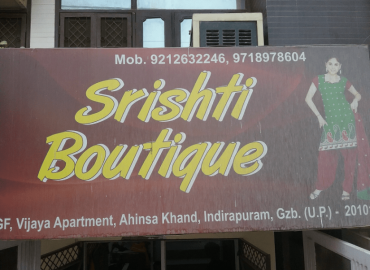 Mob. 9212632246, 9718978604
Srishti
Boutique
GF, Vijaya Apartment, Ahinsa Khand, Indirapuram, Gzb. (U.P.) - 2010